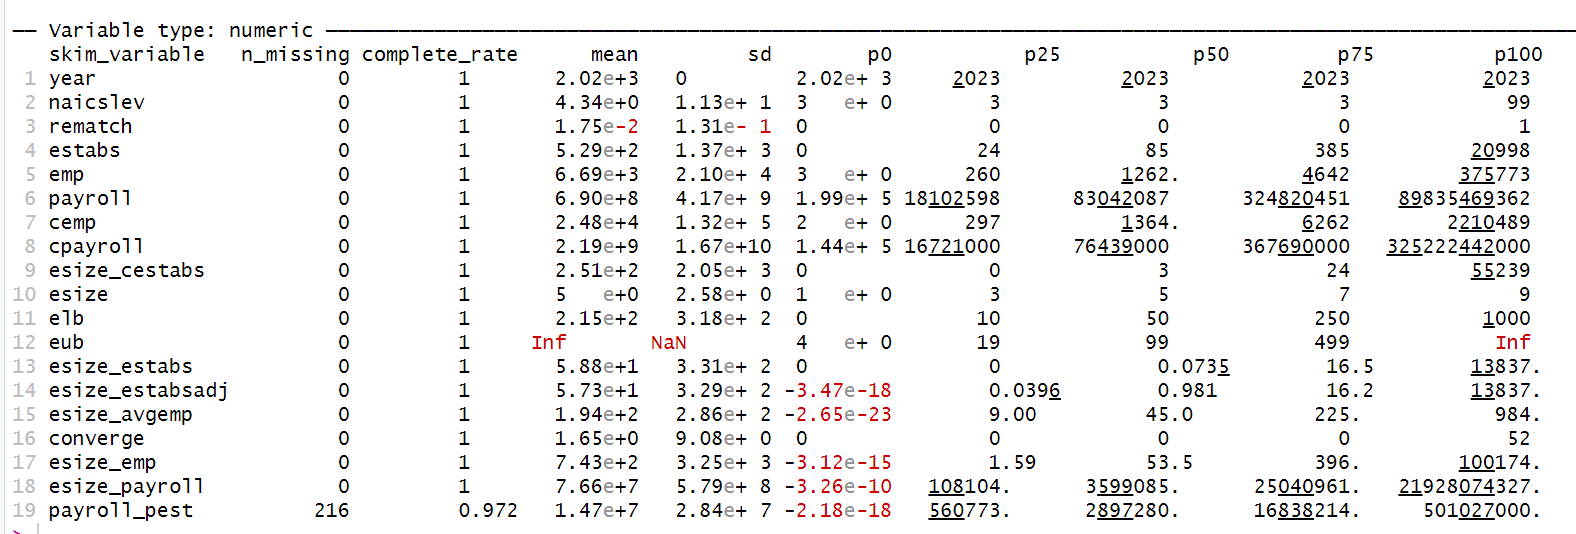 ── Variable type: numeric ──────────────────────────────
skim_variable n_missing complete_rate mean sd p0 p25 p50 p75 p100
1 year 0 1 2.02e+3 0 2.02e+ 3 2023 2023 2023 2023
2 naicslev 0 1 4.34e+0 1.13e+ 1 3 e+ 0 3 3 3 99
3 rematch 0 1 1.75e-2 1.31e- 1 0 0 0 0 1
4 estabs 0 1 5.29e+2 1.37e+ 3 0 24 85 385 20998
5 emp 0 1 6.69e+3 2.10e+ 4 3 e+ 0 260 1262. 4642 375773
6 payroll 0 1 6.90e+8 4.17e+ 9 1.99e+ 5 18102598 83042087 324820451 89835469362
7 cemp 0 1 2.48e+4 1.32e+ 5 2 e+ 0 297 1364. 6262 2210489
8 cpayroll 0 1 2.19e+9 1.67e+10 1.44e+ 5 16721000 76439000 367690000 325222442000
9 esize_cestabs 0 1 2.51e+2 2.05e+ 3 0 0 3 24 55239
10 esize 0 1 5 e+0 2.58e+ 0 1 e+ 0 3 5 7 9
11 elb 0 1 2.15e+2 3.18e+ 2 0 10 50 250 1000
12 eub 0 1 Inf NaN 4 e+ 0 19 99 499 Inf
13 esize_estabs 0 1 5.88e+1 3.31e+ 2 0 0 0.0735 16.5 13837.
14 esize_estabsadj 0 1 5.73e+1 3.29e+ 2 -3.47e-18 0.0396 0.981 16.2 13837.
15 esize_avgemp 0 1 1.94e+2 2.86e+ 2 -2.65e-23 9.00 45.0 225. 984.
16 converge 0 1 1.65e+0 9.08e+ 0 0 0 0 0 52
17 esize_emp 0 1 7.43e+2 3.25e+ 3 -3.12e-15 1.59 53.5 396. 100174.
18 esize_payroll 0 1 7.66e+7 5.79e+ 8 -3.26e-10 108104. 3599085. 25040961. 21928074327.
19 payroll_pest 216 0.972 1.47e+7 2.84e+ 7 -2.18e-18 560773. 2897280. 16838214. 501027000.
>